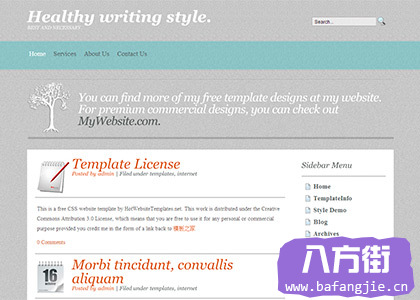 Healthy writing style.
BEST AND NECESSARY
Search...
Home Services About Us Contact Us
You can find more of my free template designs at my website.
For premium commercial designs, you can check out
MyWebsite.com.
Template License
Posted by admin | Filed under templates, internet
This is a free CSS website template by HotWebsiteTemplates.net. This work is distributed under the Creative
Commons Attribution 3.0 License, which means that you are free to use it for any personal or commercial
purpose provided you credit me in the form of a link back to 模板之家
0 Comments
16
Morbi tincidunt, convallis
aliquam
Posted by admin | Filed under templates, internet
Sidebar Menu
Home
TemplateInfo
Style Demo
Blog
Archives
八方街
www.bafangjie.cn